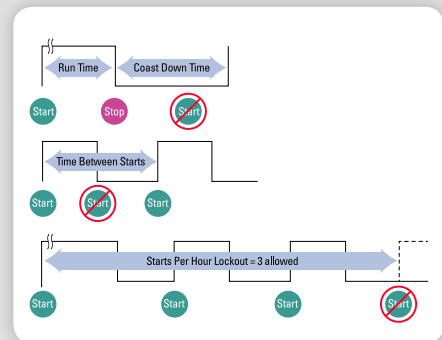 Run Time Coast Down Time
Start Stop Start
Time Between Starts
Start Start Start
Starts Per Hour Lockout = 3 allowed
Start Start Start Start